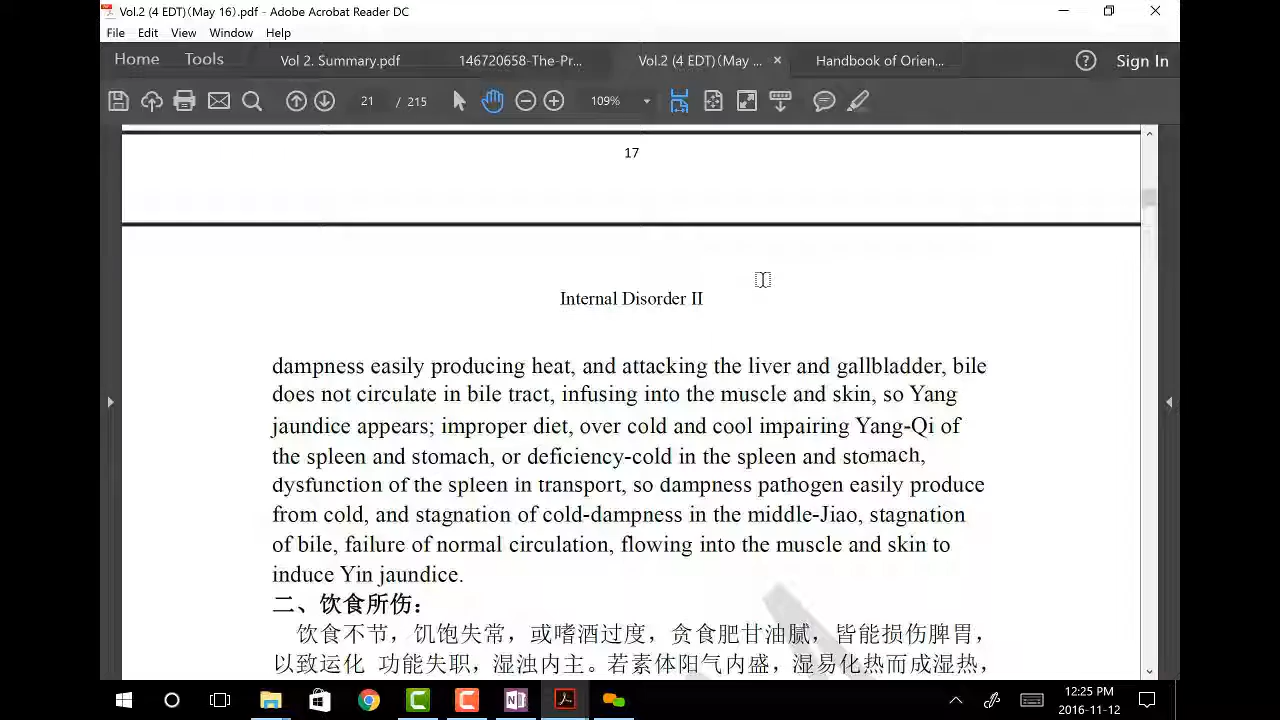 Vol.2 (4 EDT)(May 16).pdf - Adobe Acrobat Reader DC
File Edit View Window Help
Home Tools Vol 2. Summary.pdf 146720658-The-Pr... Vol.2 (4 EDT)(May ... × Handbook of Orien... ? Sign In
21 / 215 109%
17
Internal Disorder II
dampness easily producing heat, and attacking the liver and gallbladder, bile
does not circulate in bile tract, infusing into the muscle and skin, so Yang
jaundice appears; improper diet, over cold and cool impairing Yang-Qi of
the spleen and stomach, or deficiency-cold in the spleen and stomach,
dysfunction of the spleen in transport, so dampness pathogen easily produce
from cold, and stagnation of cold-dampness in the middle-Jiao, stagnation
of bile, failure of normal circulation, flowing into the muscle and skin to
induce Yin jaundice.
二、饮食所伤：
饮食不节，饥饱失常，或嗜酒过度，贪食肥甘油腻，皆能损伤脾胃，
以致运化 功能失职，湿浊内主。若素体阳气内盛，湿易化热而成湿热，
12:25 PM
2016-11-12